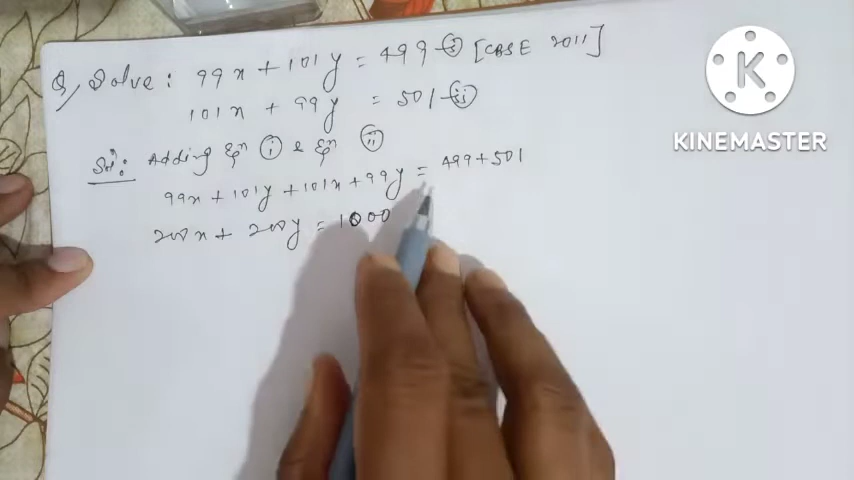 Q, Solve : 99x + 101y = 499 - (i) [CBSE 2011]
101x + 99y = 501 - (ii)
Sol: Adding Eqn (i) & Eqn (ii)
99x + 101y + 101x + 99y = 499 + 501
200x + 200y = 1000
K
KINEMASTER